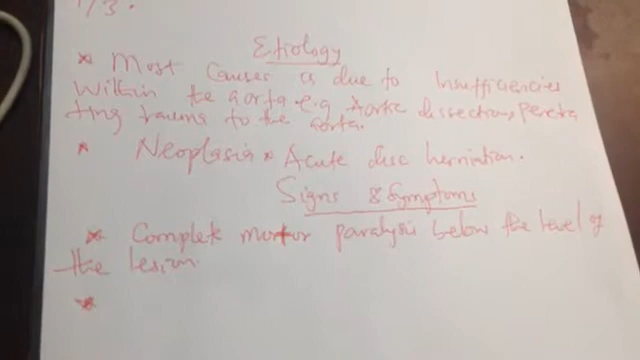 1/3.
Etiology
* Most causes is due to insufficiencies
within the aorta e.g Aortic dissection, penetra
ting trauma to the aorta.
* Neoplasia * Acute disc herniation.
Signs & Symptoms
* Complete motor paralysis below the level of
the lesion
*